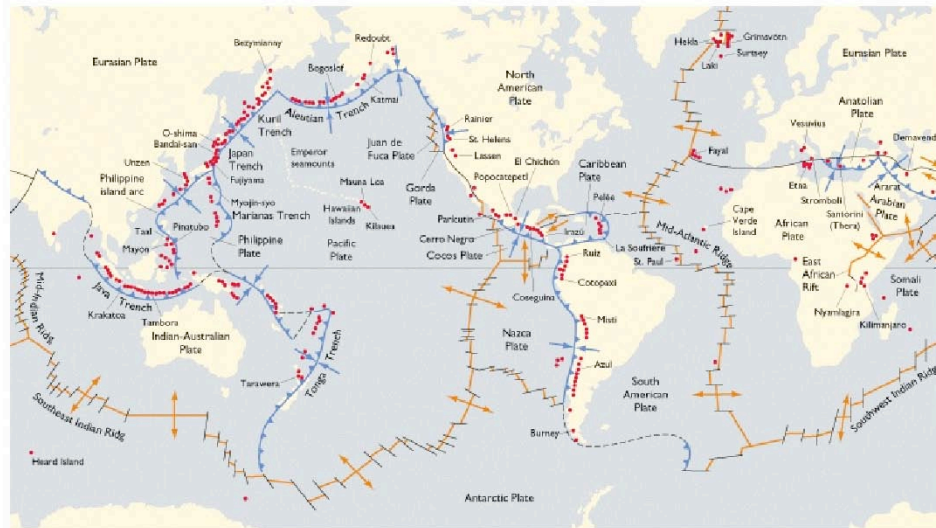 Bezymianny
Redoubt
Hekla
Grimsvötn
Surtsey
Laki
Eurasian Plate
Bogoslof
North
American
Plate
Eurasian Plate
Katmai
Aleutian
Trench
Anatolian
Plate
Kuril
Trench
O-shima
Bandai-san
Juan de
Fuca Plate
Rainier
St. Helens
Lassen
Vesuvius
Demavend
Fayal
Japan
Trench
Emperor
seamounts
El Chichón
Popocatepetl
Caribbean
Plate
Unzen
Fujiyama
Gorda
Plate
Etna
Stromboli
Ararat
Philippine
island arc
Mauna Loa
Pelée
Santorini
(Thera)
Arabian
Plate
Myojin-syo
Marianas Trench
Hawaiian
Islands
Kilauea
Paricutin
Cape
Verde
Island
African
Plate
Taal
Pinatubo
Cerro Negro
Irazú
Mid-Atlantic Ridge
Mayon
Philippine
Plate
Pacific
Plate
Cocos Plate
Ruiz
La Soufriere
St. Paul
East
African
Rift
Somali
Plate
Mid-Indian Ridg
Java
Trench
Coseguina
Cotopaxi
Krakatoa
Tambora
Nyamlagira
Kilimanjaro
Indian-Australian
Plate
Misti
Nazca
Plate
Tonga
Trench
Azul
Tarawera
South
American
Plate
Southeast Indian Ridg
Southwest Indian Ridg
Burney
Heard Island
Antarctic Plate